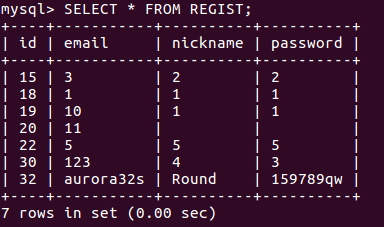 mysql> SELECT * FROM REGIST;
+----+-----------+----------+----------+
| id | email     | nickname | password |
+----+-----------+----------+----------+
| 15 | 3         | 2        | 2        |
| 18 | 1         | 1        | 1        |
| 19 | 10        | 1        | 1        |
| 20 | 11        |          |          |
| 22 | 5         | 5        | 5        |
| 30 | 123       | 4        | 3        |
| 32 | aurora32s | Round    | 159789qw |
+----+-----------+----------+----------+
7 rows in set (0.00 sec)